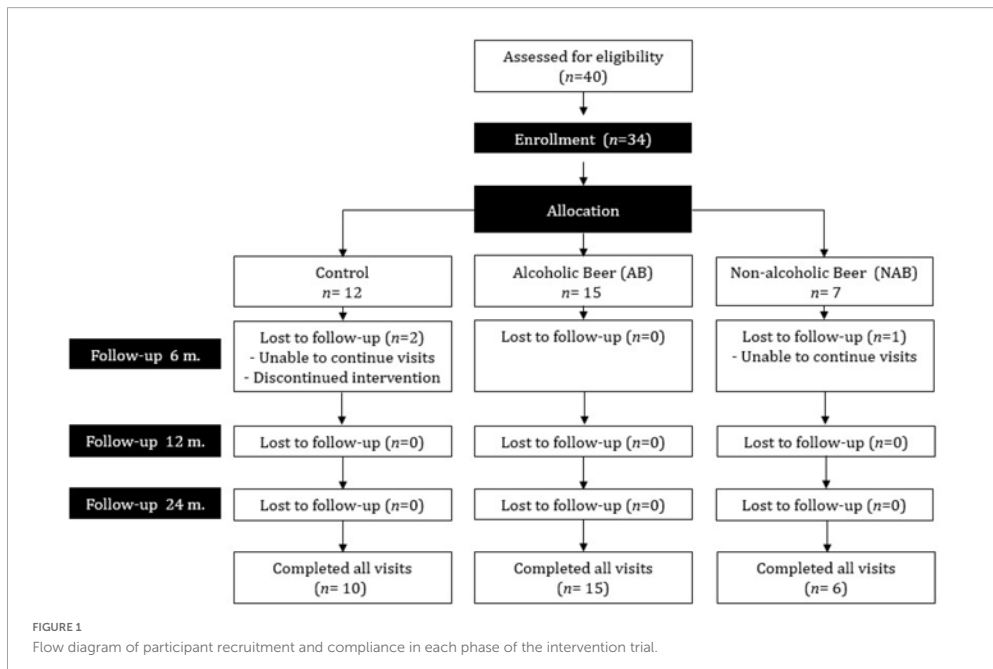 Assessed for eligibility
(n=40)
Enrollment (n=34)
Allocation
Control
n= 12
Alcoholic Beer (AB)
n= 15
Non-alcoholic Beer (NAB)
n= 7
Follow-up 6 m.
Lost to follow-up (n=2)
- Unable to continue visits
- Discontinued intervention
Lost to follow-up (n=0)
Lost to follow-up (n=1)
- Unable to continue visits
Follow-up 12 m.
Lost to follow-up (n=0)
Lost to follow-up (n=0)
Lost to follow-up (n=0)
Follow-up 24 m.
Lost to follow-up (n=0)
Lost to follow-up (n=0)
Lost to follow-up (n=0)
Completed all visits
(n= 10)
Completed all visits
(n= 15)
Completed all visits
(n= 6)
FIGURE 1
Flow diagram of participant recruitment and compliance in each phase of the intervention trial.